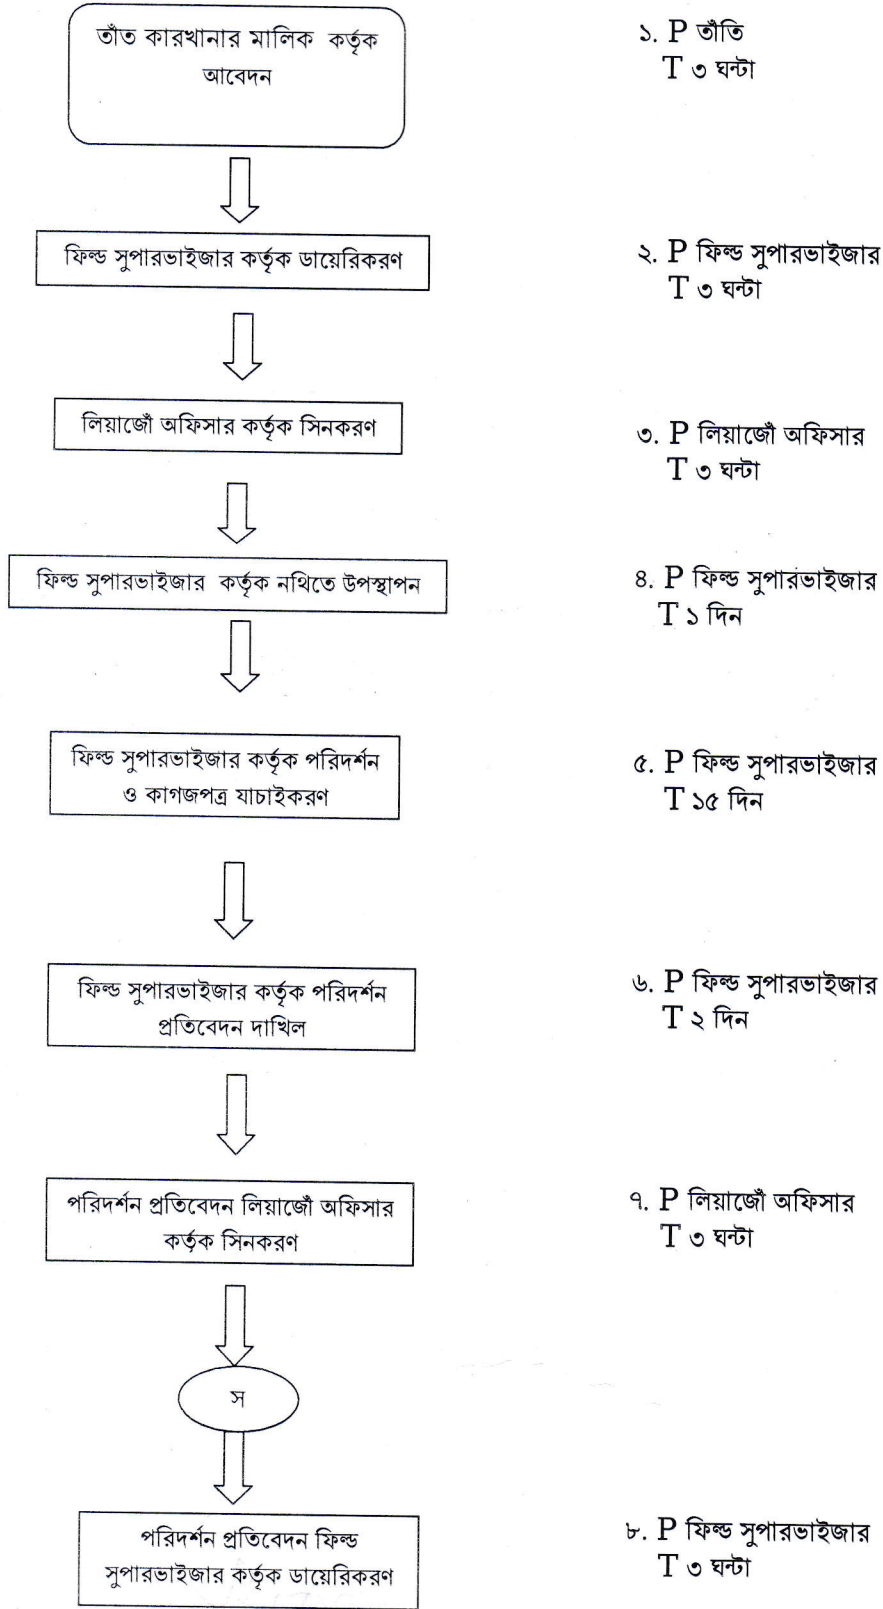 তাঁত কারখানার মালিক কর্তৃক
আবেদন
১. P তাঁতি
T ৩ ঘন্টা
ফিল্ড সুপারভাইজার কর্তৃক ডায়েরিকরণ
২. P ফিল্ড সুপারভাইজার
T ৩ ঘন্টা
লিয়াজোঁ অফিসার কর্তৃক সিনকরণ
৩. P লিয়াজোঁ অফিসার
T ৩ ঘন্টা
ফিল্ড সুপারভাইজার কর্তৃক নথিতে উপস্থাপন
৪. P ফিল্ড সুপারভাইজার
T ১ দিন
ফিল্ড সুপারভাইজার কর্তৃক পরিদর্শন
ও কাগজপত্র যাচাইকরণ
৫. P ফিল্ড সুপারভাইজার
T ১৫ দিন
ফিল্ড সুপারভাইজার কর্তৃক পরিদর্শন
প্রতিবেদন দাখিল
৬. P ফিল্ড সুপারভাইজার
T ২ দিন
পরিদর্শন প্রতিবেদন লিয়াজোঁ অফিসার
কর্তৃক সিনকরণ
৭. P লিয়াজোঁ অফিসার
T ৩ ঘন্টা
স
পরিদর্শন প্রতিবেদন ফিল্ড
সুপারভাইজার কর্তৃক ডায়েরিকরণ
৮. P ফিল্ড সুপারভাইজার
T ৩ ঘন্টা